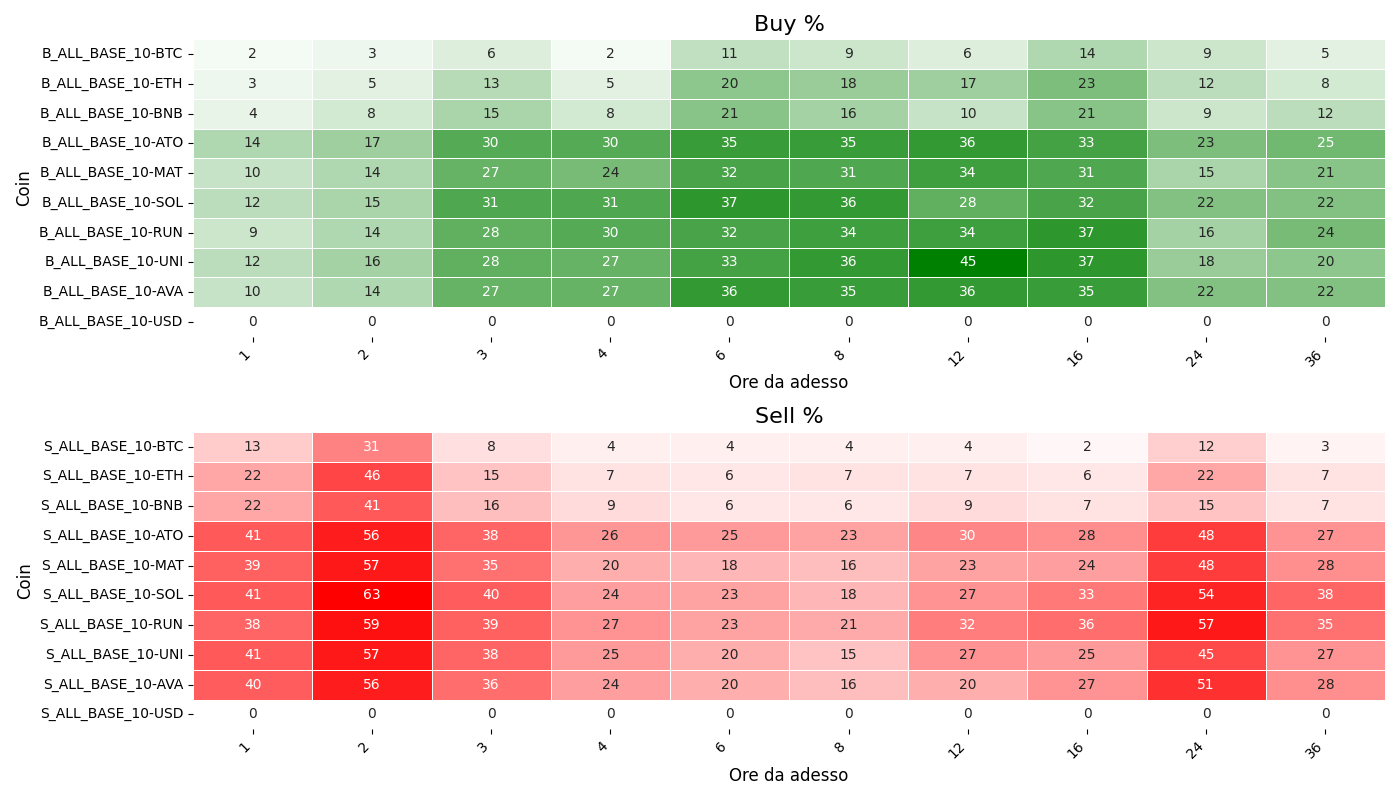 Buy %
Coin
B_ALL_BASE_10-BTC 2 3 6 2 11 9 6 14 9 5
B_ALL_BASE_10-ETH 3 5 13 5 20 18 17 23 12 8
B_ALL_BASE_10-BNB 4 8 15 8 21 16 10 21 9 12
B_ALL_BASE_10-ATO 14 17 30 30 35 35 36 33 23 25
B_ALL_BASE_10-MAT 10 14 27 24 32 31 34 31 15 21
B_ALL_BASE_10-SOL 12 15 31 31 37 36 28 32 22 22
B_ALL_BASE_10-RUN 9 14 28 30 32 34 34 37 16 24
B_ALL_BASE_10-UNI 12 16 28 27 33 36 45 37 18 20
B_ALL_BASE_10-AVA 10 14 27 27 36 35 36 35 22 22
B_ALL_BASE_10-USD 0 0 0 0 0 0 0 0 0 0
1 2 3 4 6 8 12 16 24 36
Ore da adesso
Sell %
Coin
S_ALL_BASE_10-BTC 13 31 8 4 4 4 4 2 12 3
S_ALL_BASE_10-ETH 22 46 15 7 6 7 7 6 22 7
S_ALL_BASE_10-BNB 22 41 16 9 6 6 9 7 15 7
S_ALL_BASE_10-ATO 41 56 38 26 25 23 30 28 48 27
S_ALL_BASE_10-MAT 39 57 35 20 18 16 23 24 48 28
S_ALL_BASE_10-SOL 41 63 40 24 23 18 27 33 54 38
S_ALL_BASE_10-RUN 38 59 39 27 23 21 32 36 57 35
S_ALL_BASE_10-UNI 41 57 38 25 20 15 27 25 45 27
S_ALL_BASE_10-AVA 40 56 36 24 20 16 20 27 51 28
S_ALL_BASE_10-USD 0 0 0 0 0 0 0 0 0 0
1 2 3 4 6 8 12 16 24 36
Ore da adesso